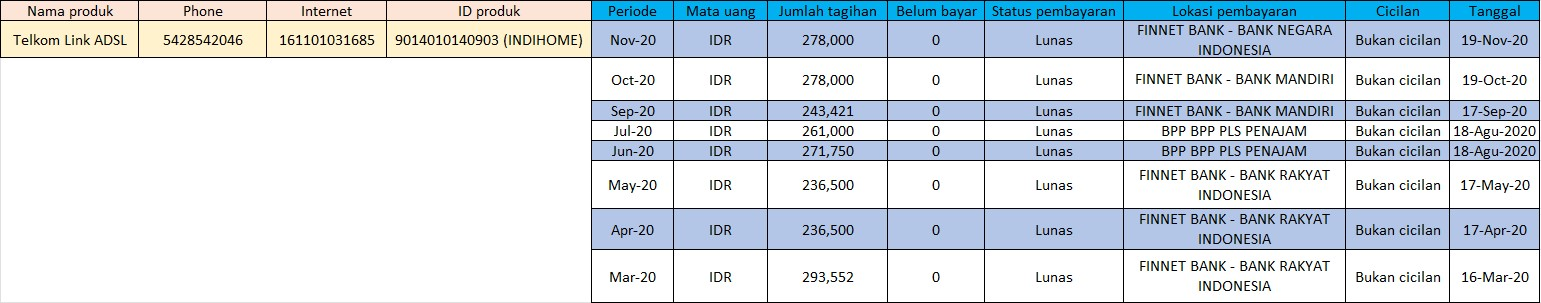 Nama produk Phone Internet ID produk Periode Mata uang Jumlah tagihan Belum bayar Status pembayaran Lokasi pembayaran Cicilan Tanggal
Telkom Link ADSL 5428542046 161101031685 9014010140903 (INDIHOME) Nov-20 IDR 278,000 0 Lunas FINNET BANK - BANK NEGARA INDONESIA Bukan cicilan 19-Nov-20
Oct-20 IDR 278,000 0 Lunas FINNET BANK - BANK MANDIRI Bukan cicilan 19-Oct-20
Sep-20 IDR 243,421 0 Lunas FINNET BANK - BANK MANDIRI Bukan cicilan 17-Sep-20
Jul-20 IDR 261,000 0 Lunas BPP BPP PLS PENAJAM Bukan cicilan 18-Agu-2020
Jun-20 IDR 271,750 0 Lunas BPP BPP PLS PENAJAM Bukan cicilan 18-Agu-2020
May-20 IDR 236,500 0 Lunas FINNET BANK - BANK RAKYAT INDONESIA Bukan cicilan 17-May-20
Apr-20 IDR 236,500 0 Lunas FINNET BANK - BANK RAKYAT INDONESIA Bukan cicilan 17-Apr-20
Mar-20 IDR 293,552 0 Lunas FINNET BANK - BANK RAKYAT INDONESIA Bukan cicilan 16-Mar-20